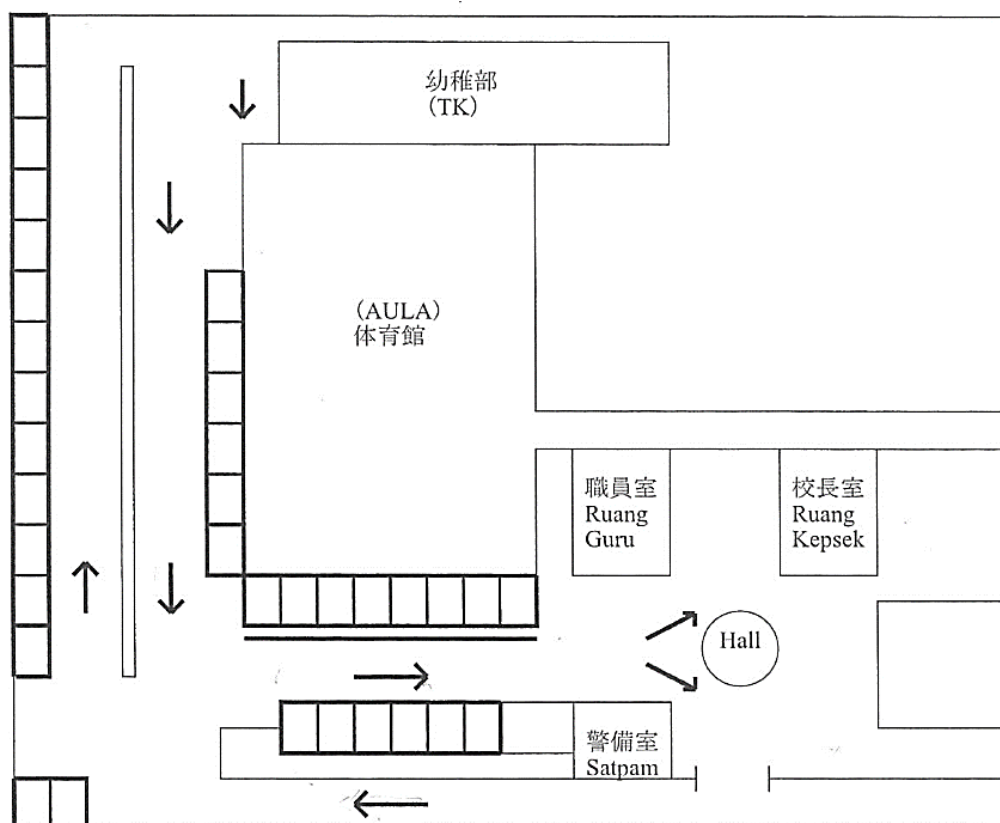 幼稚部
(TK)
(AULA)
体育館
職員室
Ruang
Guru
校長室
Ruang
Kepsek
Hall
警備室
Satpam